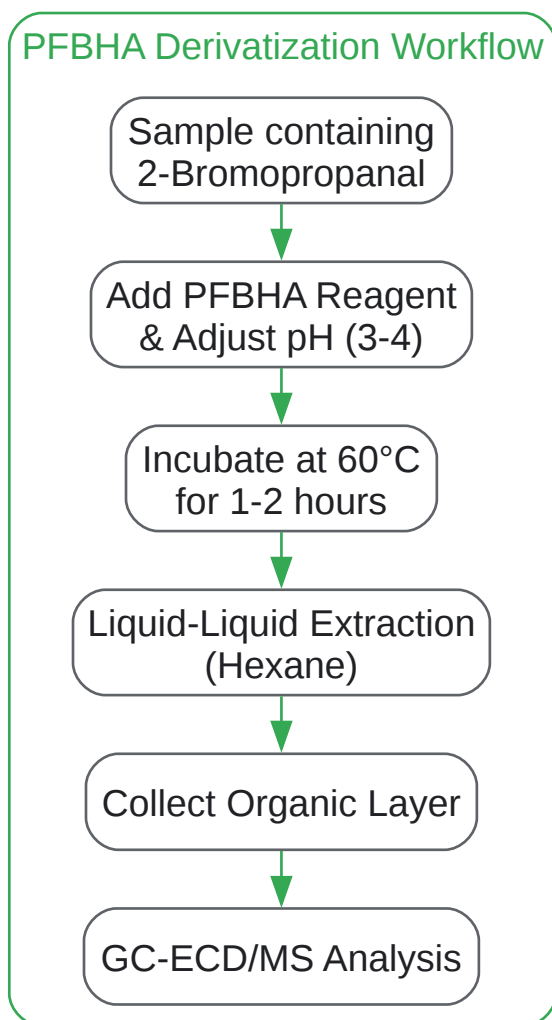 PFBHA Derivatization Workflow
Sample containing
2-Bromopropanal
Add PFBHA Reagent
& Adjust pH (3-4)
Incubate at 60°C
for 1-2 hours
Liquid-Liquid Extraction
(Hexane)
Collect Organic Layer
GC-ECD/MS Analysis